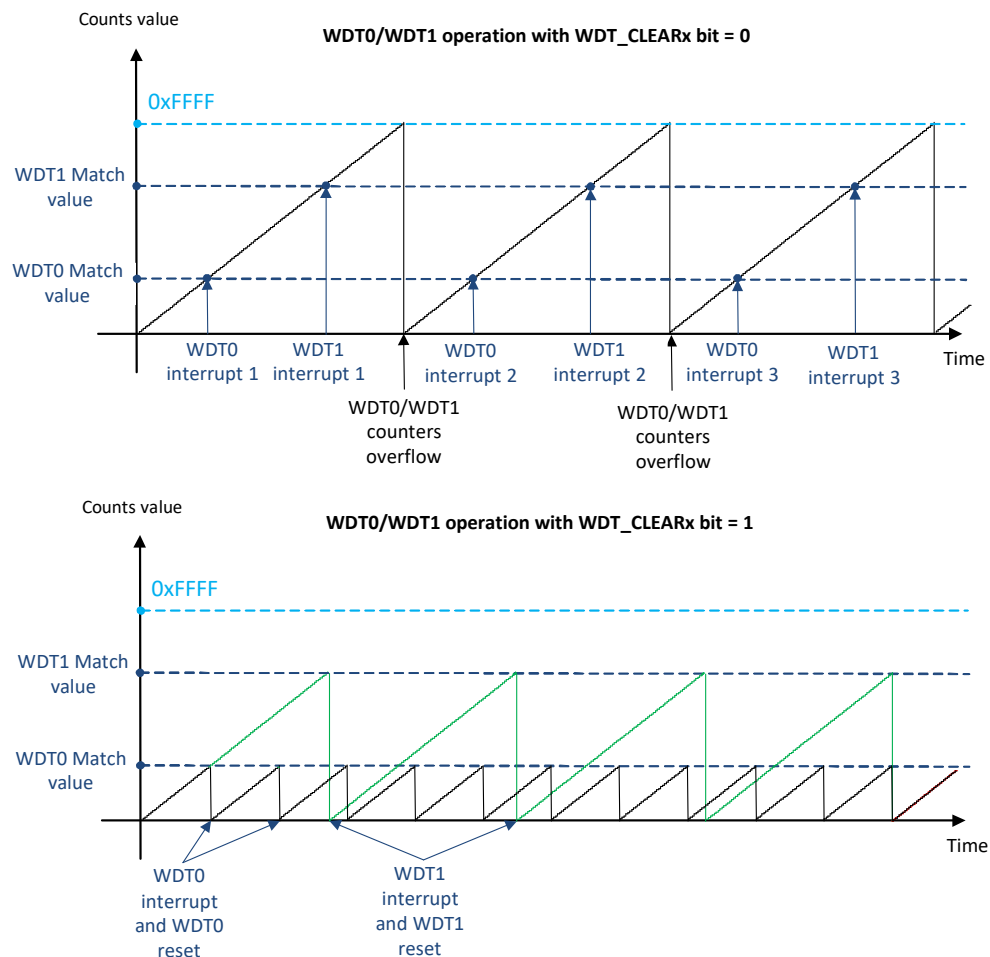 Counts value
WDT0/WDT1 operation with WDT_CLEARx bit = 0
0xFFFF
WDT1 Match
value
WDT0 Match
value
Time
WDT0
interrupt 1
WDT1
interrupt 1
WDT0
interrupt 2
WDT1
interrupt 2
WDT0
interrupt 3
WDT1
interrupt 3
WDT0/WDT1
counters
overflow
WDT0/WDT1
counters
overflow
Counts value
WDT0/WDT1 operation with WDT_CLEARx bit = 1
0xFFFF
WDT1 Match
value
WDT0 Match
value
Time
WDT0
interrupt
and WDT0
reset
WDT1
interrupt
and WDT1
reset